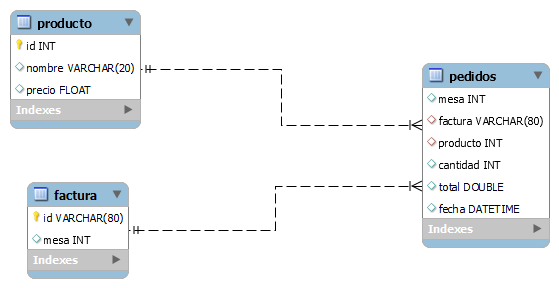 producto
id INT
nombre VARCHAR(20)
precio FLOAT
Indexes
pedidos
mesa INT
factura VARCHAR(80)
producto INT
cantidad INT
total DOUBLE
fecha DATETIME
Indexes
factura
id VARCHAR(80)
mesa INT
Indexes